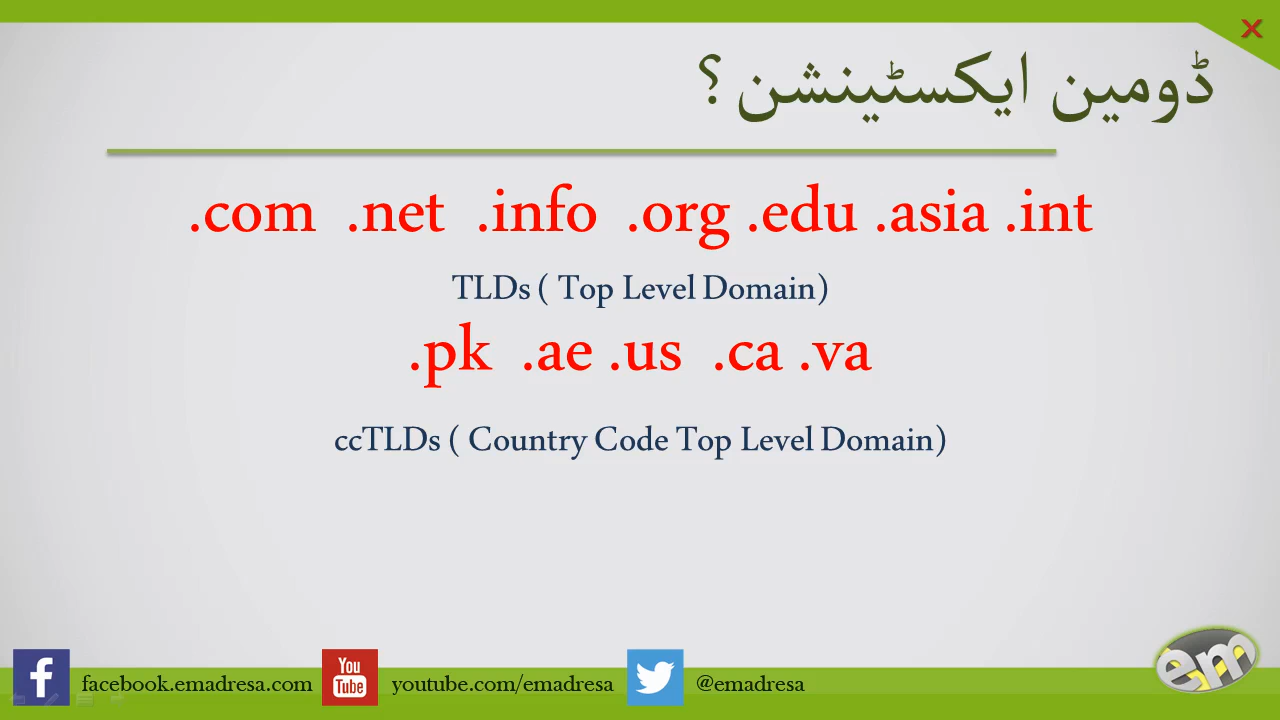 ڈومین ایکسٹینشن ؟
.com .net .info .org .edu .asia .int
TLDs ( Top Level Domain)
.pk .ae .us .ca .va
ccTLDs ( Country Code Top Level Domain)
facebook.emadresa.com
You Tube
youtube.com/emadresa
@emadresa
em